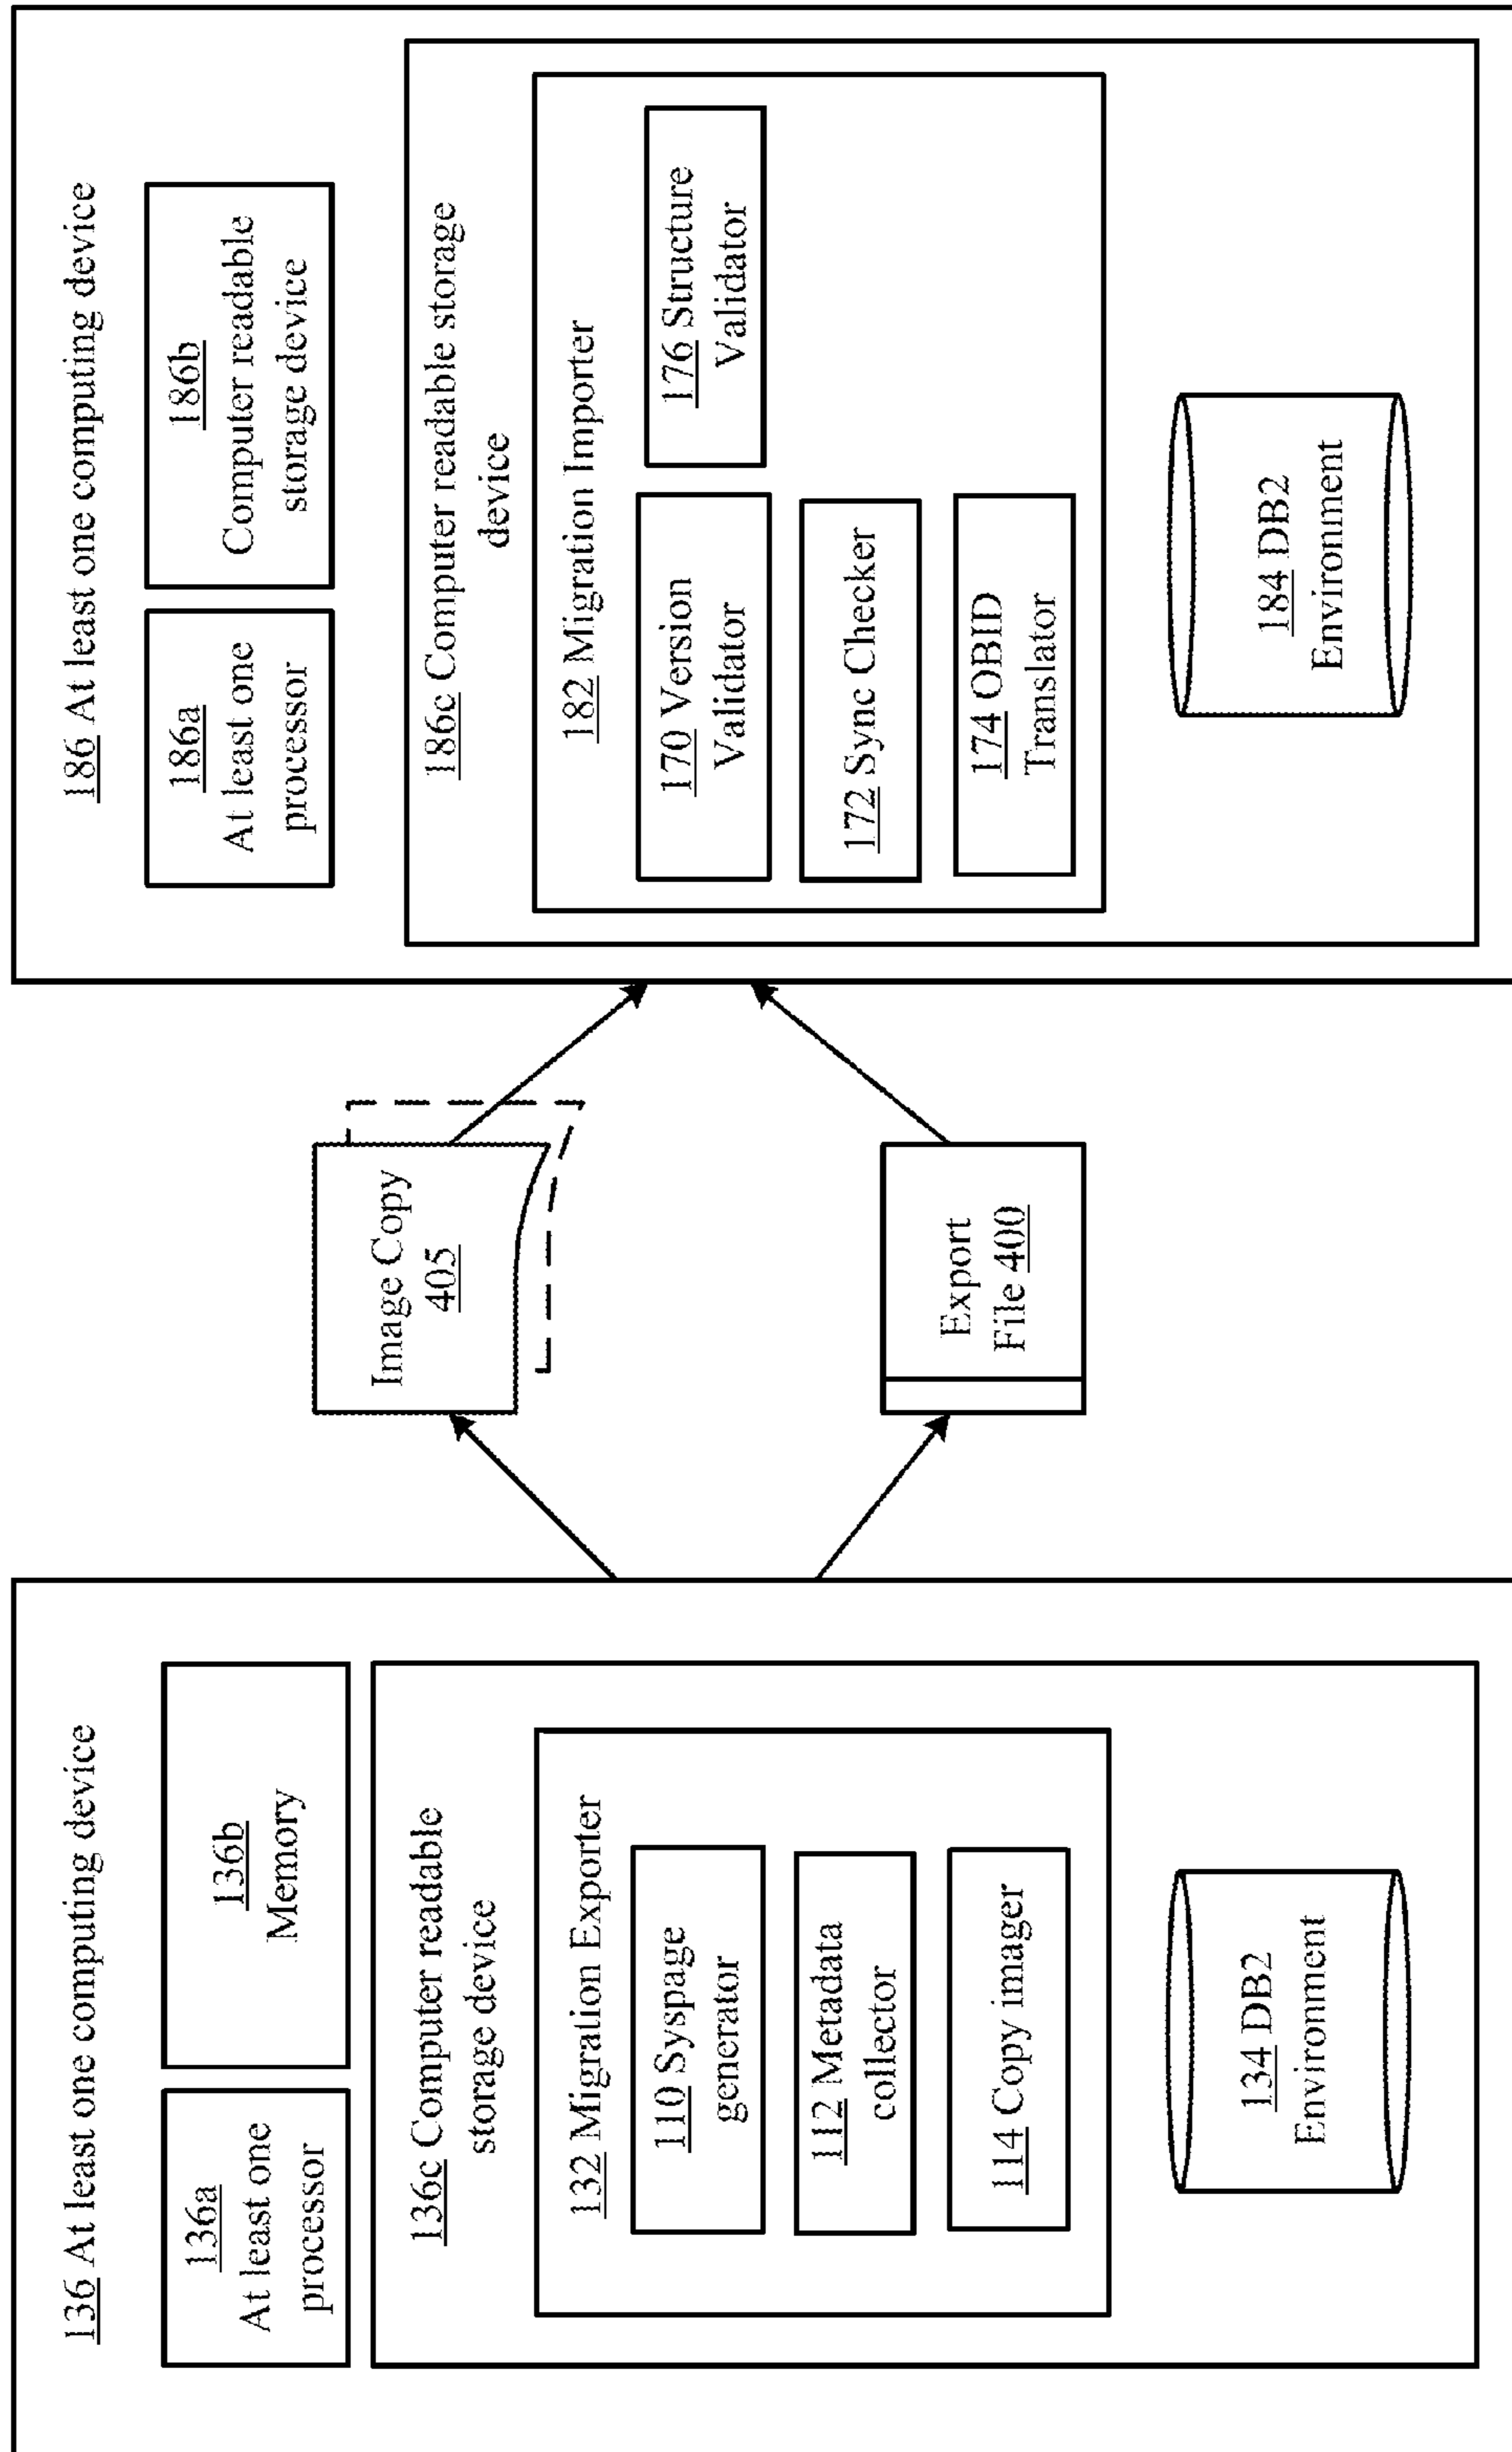 136 At least one computing device
136a
At least one
processor
136b
Memory
136c Computer readable
storage device
132 Migration Exporter
110 Syspage
generator
112 Metadata
collector
114 Copy imager
134 DB2
Environment
Image Copy
405
Export
File 400
186 At least one computing device
186a
At least one
processor
186b
Computer readable
storage device
186c Computer readable storage
device
182 Migration Importer
170 Version
Validator
176 Structure
Validator
172 Sync Checker
174 OBID
Translator
184 DB2
Environment